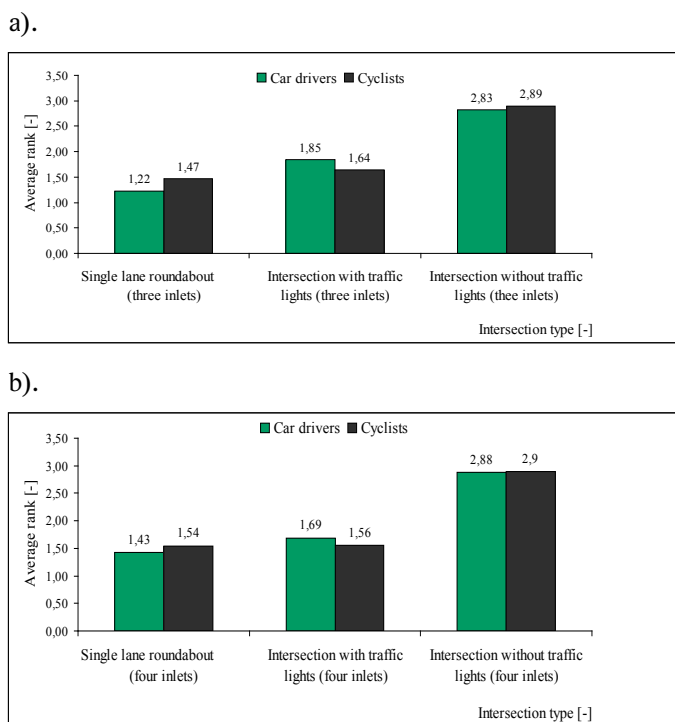 a).
Car drivers Cyclists
Average rank [-]
3,50
3,00
2,50
2,00
1,50
1,00
0,50
0,00
1,22
1,47
1,85
1,64
2,83
2,89
Single lane roundabout
(three inlets)
Intersection with traffic
lights (three inlets)
Intersection without traffic
lights (thee inlets)
Intersection type [-]
b).
Car drivers Cyclists
Average rank [-]
3,50
3,00
2,50
2,00
1,50
1,00
0,50
0,00
1,43
1,54
1,69
1,56
2,88
2,9
Single lane roundabout
(four inlets)
Intersection with traffic
lights (four inlets)
Intersection without traffic
lights (four inlets)
Intersection type [-]